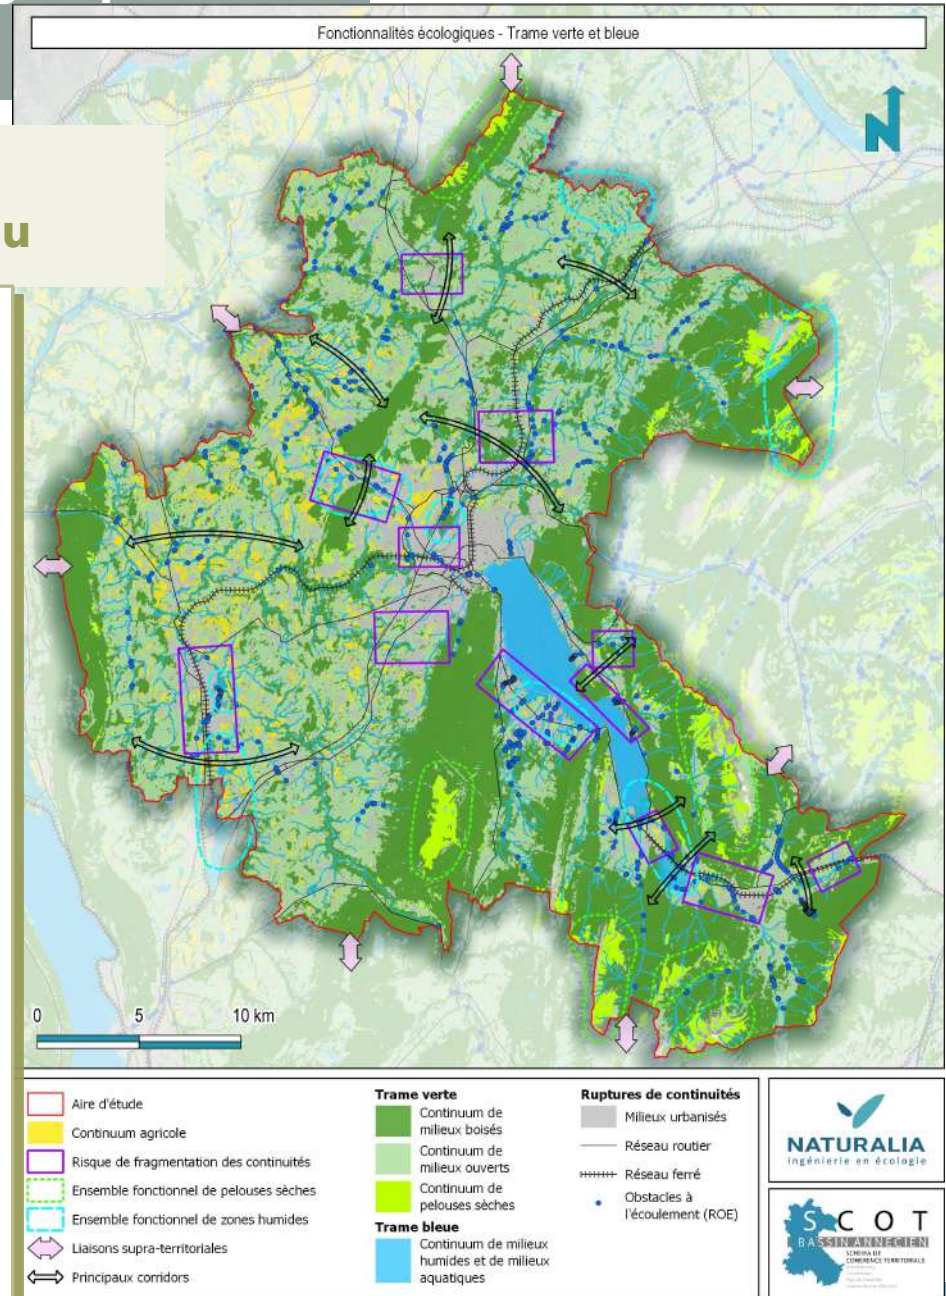 Fonctionnalités écologiques - Trame verte et bleue
u
N
0 5 10 km
Aire d'étude
Continuum agricole
Risque de fragmentation des continuités
Ensemble fonctionnel de pelouses sèches
Ensemble fonctionnel de zones humides
Liaisons supra-territoriales
Principaux corridors
Trame verte
Continuum de
milieux boisés
Continuum de
milieux ouverts
Continuum de
pelouses sèches
Trame bleue
Continuum de milieux
humides et de milieux
aquatiques
Ruptures de continuités
Milieux urbanisés
Réseau routier
Réseau ferré
Obstacles à
l'écoulement (ROE)
NATURALIA
ingénierie en écologie
SCOT
BASSIN ANNECIEN
SCHEMA DE
COHERENCE TERRITORIALE